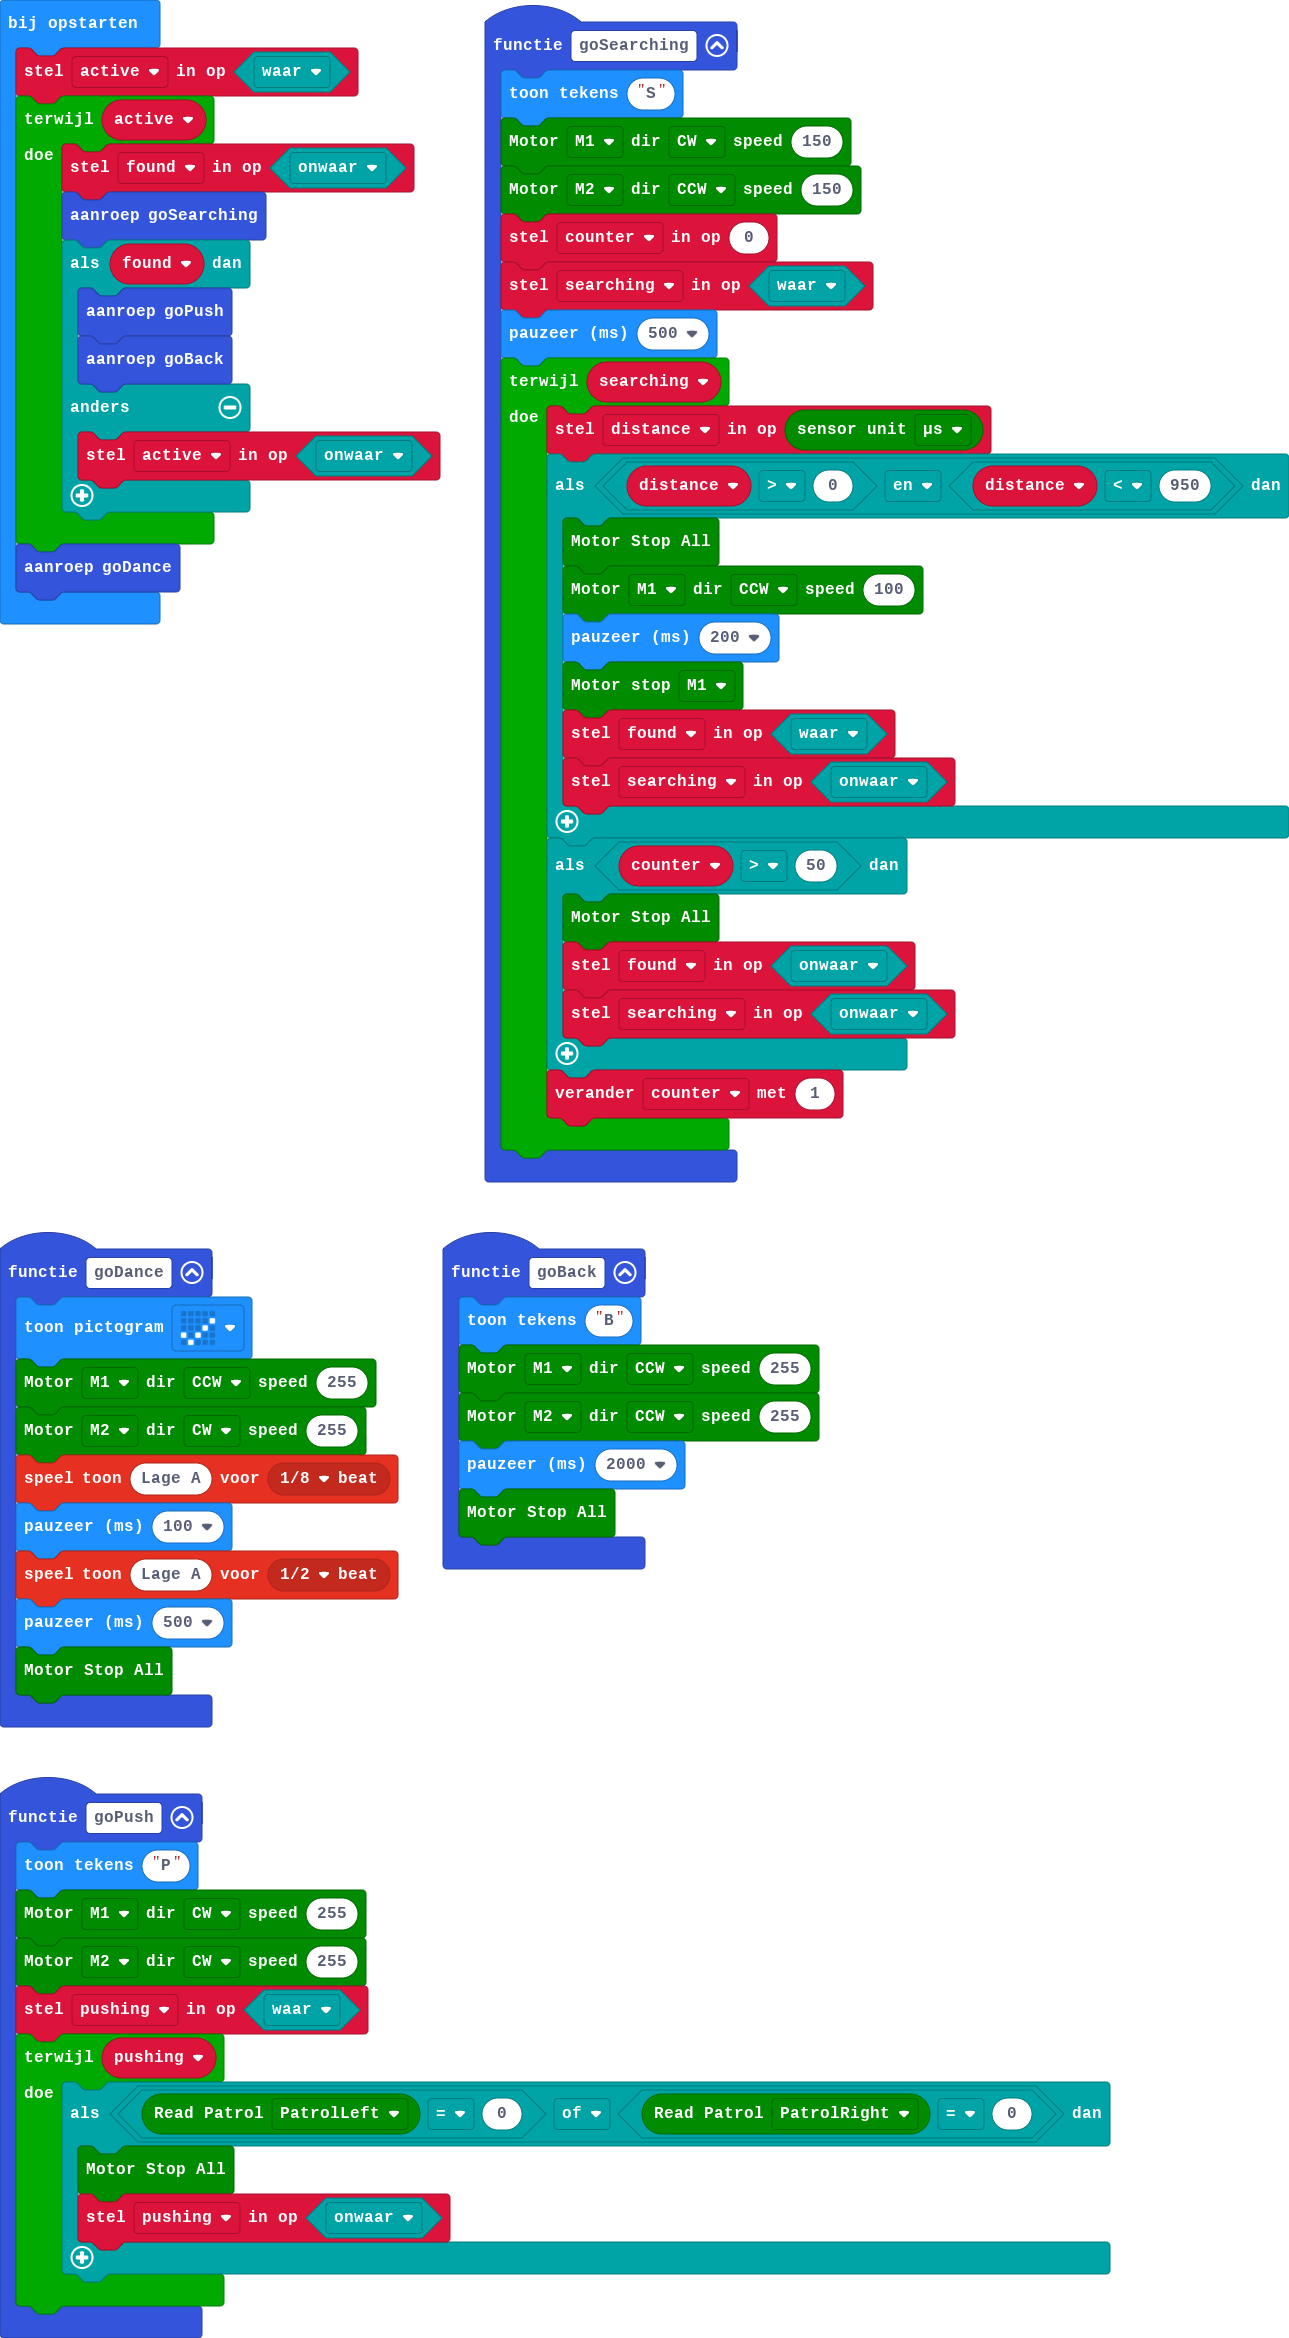 bij opstarten
stel active in op waar
terwijl active
doe
stel found in op onwaar
aanroep goSearching
als found dan
aanroep goPush
aanroep goBack
anders
stel active in op onwaar
aanroep goDance
functie goSearching
toon tekens "S"
Motor M1 dir CW speed 150
Motor M2 dir CCW speed 150
stel counter in op 0
stel searching in op waar
pauzeer (ms) 500
terwijl searching
doe
stel distance in op sensor unit µs
als distance > 0 en distance < 950 dan
Motor Stop All
Motor M1 dir CCW speed 100
pauzeer (ms) 200
Motor stop M1
stel found in op waar
stel searching in op onwaar
als counter > 50 dan
Motor Stop All
stel found in op onwaar
stel searching in op onwaar
verander counter met 1
functie goDance
toon pictogram
Motor M1 dir CCW speed 255
Motor M2 dir CW speed 255
speel toon Lage A voor 1/8 beat
pauzeer (ms) 100
speel toon Lage A voor 1/2 beat
pauzeer (ms) 500
Motor Stop All
functie goBack
toon tekens "B"
Motor M1 dir CCW speed 255
Motor M2 dir CCW speed 255
pauzeer (ms) 2000
Motor Stop All
functie goPush
toon tekens "P"
Motor M1 dir CW speed 255
Motor M2 dir CW speed 255
stel pushing in op waar
terwijl pushing
doe
als Read Patrol PatrolLeft = 0 of Read Patrol PatrolRight = 0 dan
Motor Stop All
stel pushing in op onwaar